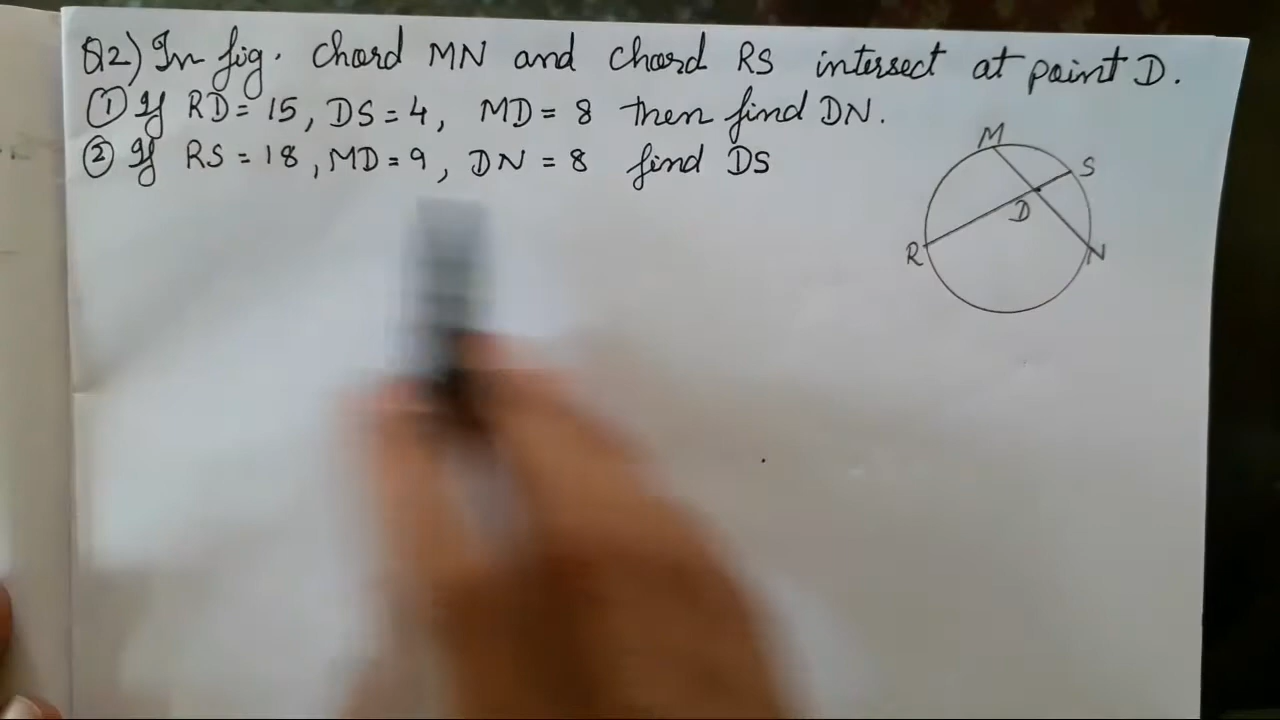 Q2) In fig. Chord MN and chord RS intersect at point D.
① If RD = 15, DS = 4, MD = 8 then find DN.
② If RS = 18, MD = 9, DN = 8 find DS
M
S
D
R
N